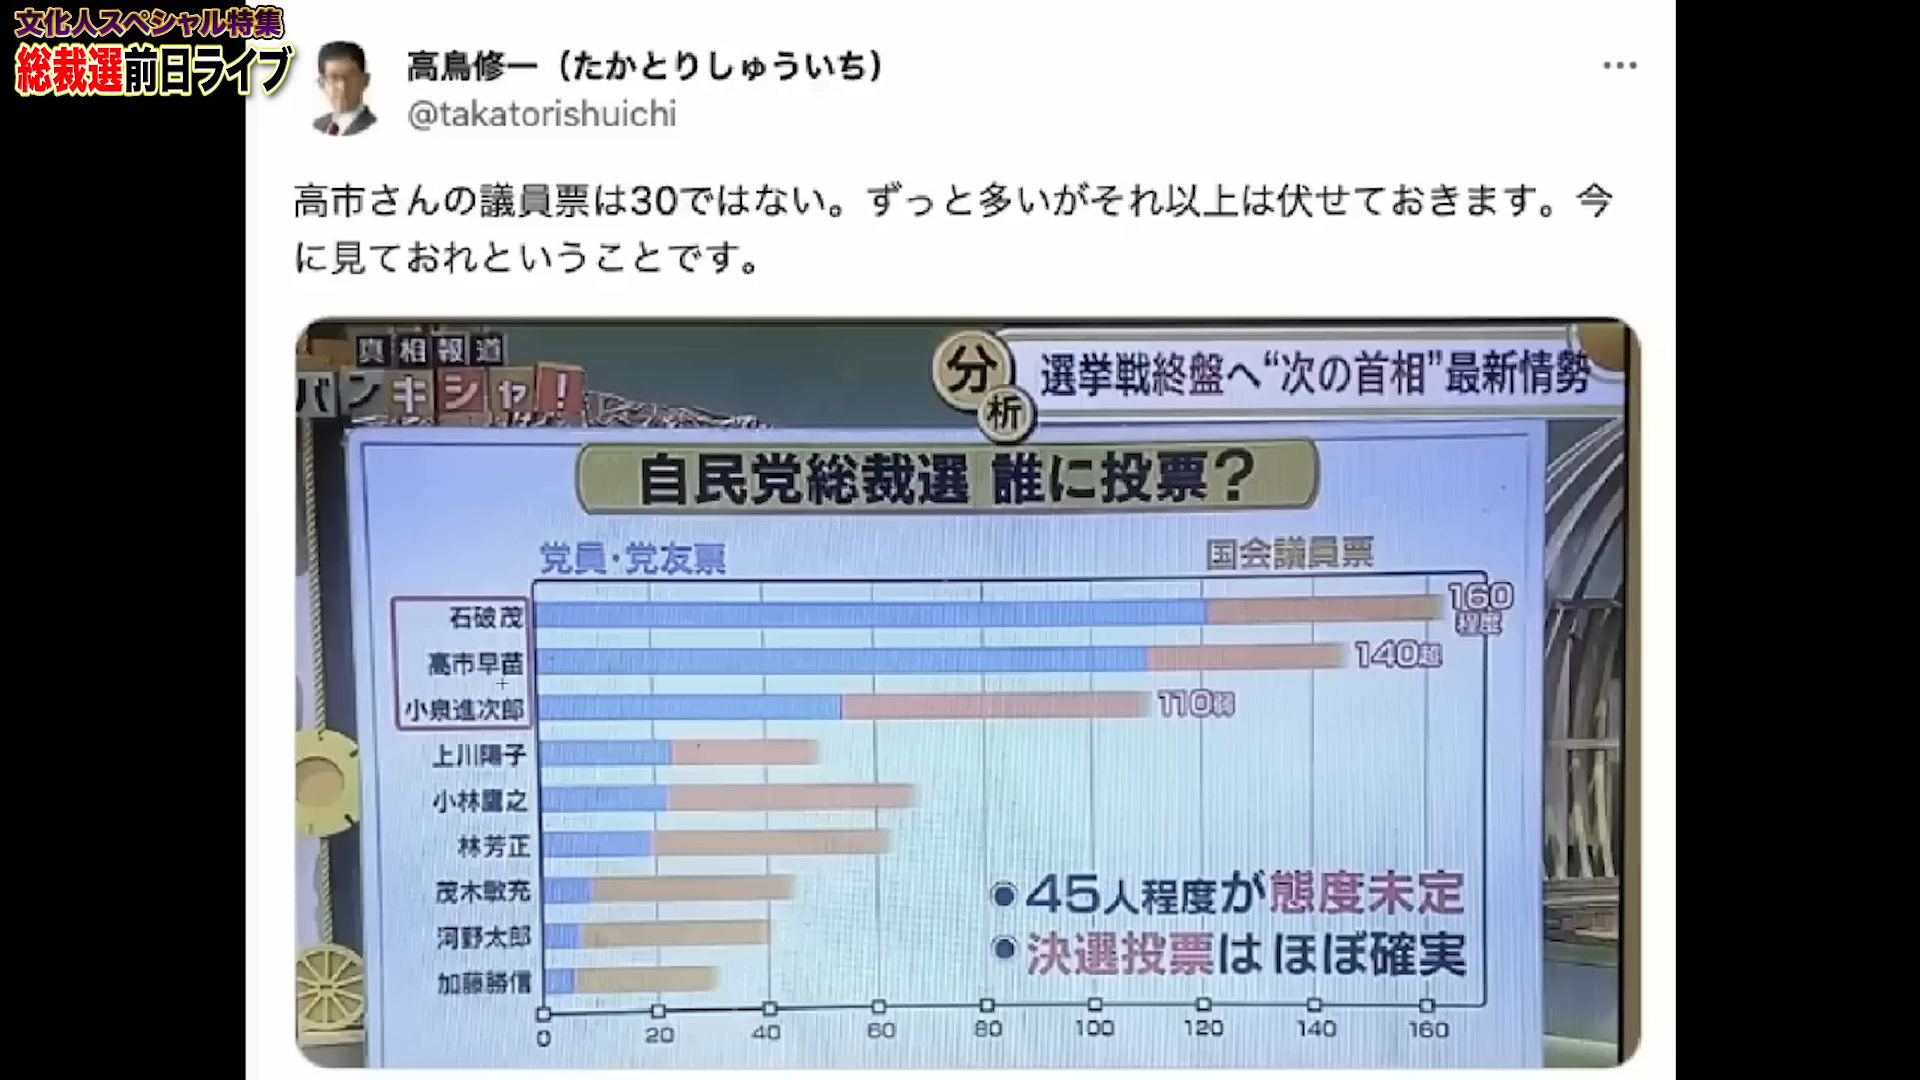 文化人スペシャル特集
総裁選前日ライブ
高鳥修一（たかとりしゅういち）
@takatorishuichi
高市さんの議員票は30ではない。ずっと多いがそれ以上は伏せておきます。今
に見ておれということです。
真相報道
バンキシャ！
分析
選挙戦終盤へ“次の首相”最新情勢
自民党総裁選 誰に投票？
党員・党友票
国会議員票
石破茂
160
程度
高市早苗
140超
小泉進次郎
110弱
上川陽子
小林鷹之
林芳正
茂木敏充
河野太郎
加藤勝信
●45人程度が態度未定
●決選投票はほぼ確実
0 20 40 60 80 100 120 140 160